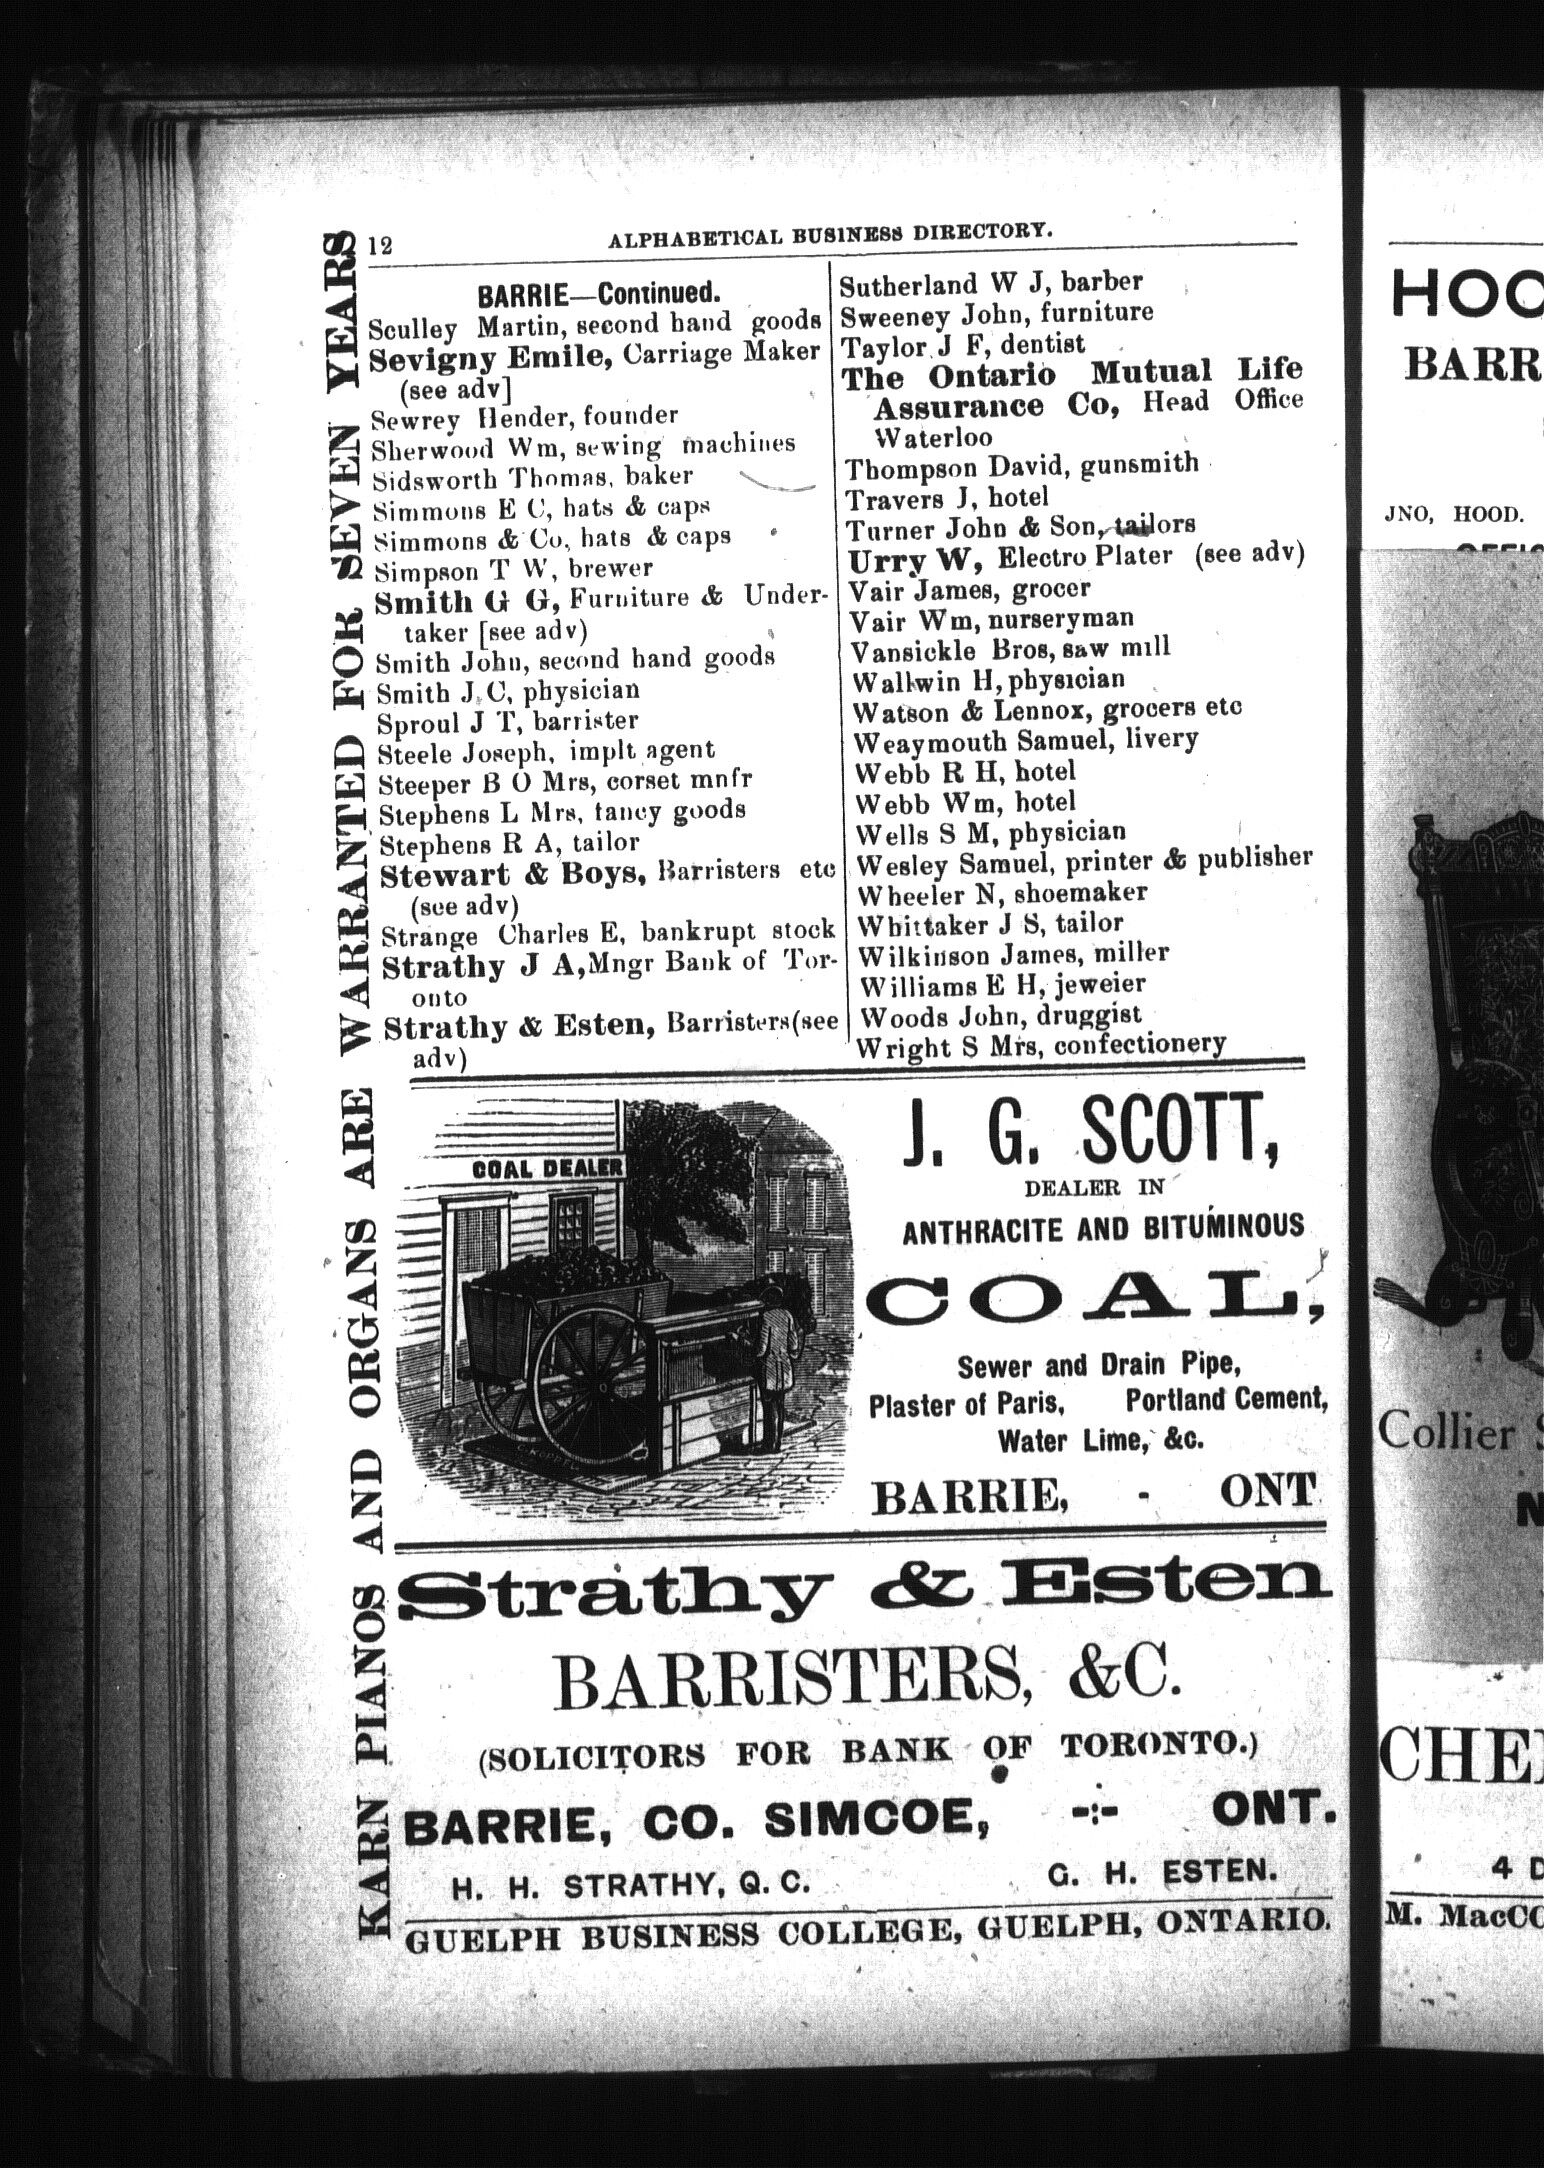 12
ALPHABETICAL BUSINESS DIRECTORY.
KARN PIANOS AND ORGANS ARE WARRANTED FOR SEVEN YEARS
BARRIE—Continued.
Sculley Martin, second hand goods
Sevigny Emile, Carriage Maker
(see adv]
Sewrey Hender, founder
Sherwood Wm, sewing machines
Sidsworth Thomas, baker
Simmons E C, hats & caps
Simmons & Co, hats & caps
Simpson T W, brewer
Smith G G, Furniture & Under-
taker [see adv)
Smith John, second hand goods
Smith J C, physician
Sproul J T, barrister
Steele Joseph, implt agent
Steeper B O Mrs, corset mnfr
Stephens L Mrs, fancy goods
Stephens R A, tailor
Stewart & Boys, Barristers etc
(see adv)
Strange Charles E, bankrupt stock
Strathy J A, Mngr Bank of Tor-
onto
Strathy & Esten, Barristers(see
adv)
Sutherland W J, barber
Sweeney John, furniture
Taylor J F, dentist
The Ontario Mutual Life
Assurance Co, Head Office
Waterloo
Thompson David, gunsmith
Travers J, hotel
Turner John & Son, tailors
Urry W, Electro Plater (see adv)
Vair James, grocer
Vair Wm, nurseryman
Vansickle Bros, saw mill
Wallwin H, physician
Watson & Lennox, grocers etc
Weaymouth Samuel, livery
Webb R H, hotel
Webb Wm, hotel
Wells S M, physician
Wesley Samuel, printer & publisher
Wheeler N, shoemaker
Whittaker J S, tailor
Wilkinson James, miller
Williams E H, jeweier
Woods John, druggist
Wright S Mrs, confectionery
COAL DEALER
C. KOPPEL
J. G. SCOTT,
DEALER IN
ANTHRACITE AND BITUMINOUS
COAL,
Sewer and Drain Pipe,
Plaster of Paris, Portland Cement,
Water Lime, &c.
BARRIE, - ONT
Strathy & Esten
BARRISTERS, &C.
(SOLICITORS FOR BANK OF TORONTO.)
BARRIE, CO. SIMCOE, -:- ONT.
H. H. STRATHY, Q. C. G. H. ESTEN.
GUELPH BUSINESS COLLEGE, GUELPH, ONTARIO.
HOO
BARR
JNO, HOOD.
Collier
CHE
4 D
M. MacCO